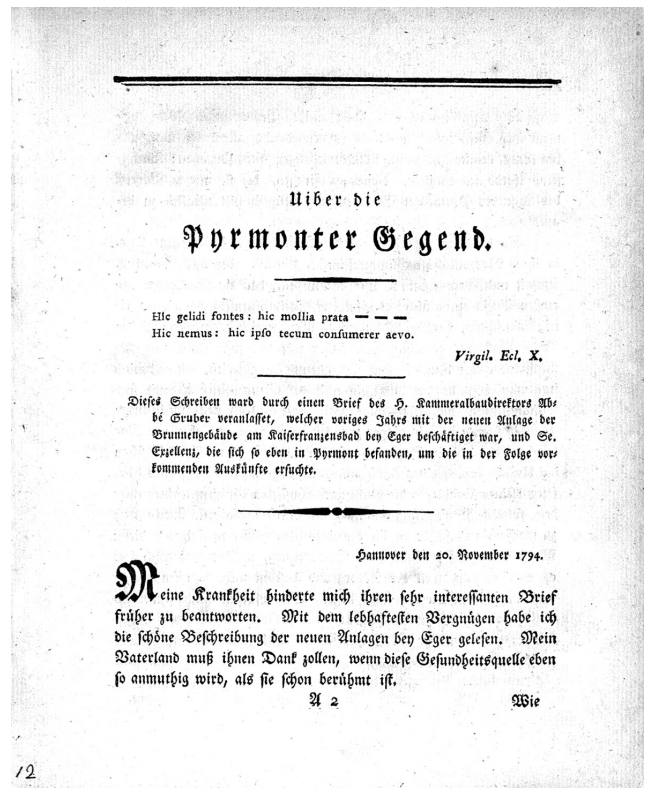 Uiber die
Pyrmonter Gegend.
Hic gelidi fontes: hic mollia prata — — —
Hic nemus: hic ipſo tecum conſumerer aevo.
Virgil. Ecl, X.
Dieſes Schreiben ward durch einen Brief des H. Kammeralbaudirektors Ab-
bé Gruber veranlaſſet, welcher voriges Jahrs mit der neuen Anlage der
Brunnengebäude am Kaiſerfranzensbad bey Eger beſchäftiget war, und Se.
Exzellenz, die ſich ſo eben in Pyrmont befanden, um die in der Folge vor-
kommenden Auskünfte erſuchte.
Hannover den 20. November 1794.
Meine Krankheit hinderte mich ihren ſehr intereſſanten Brief
früher zu beantworten. Mit dem lebhafteſten Vergnügen habe ich
die ſchöne Beſchreibung der neuen Anlagen bey Eger geleſen. Mein
Vaterland muß ihnen Dank zollen, wenn dieſe Geſundheitsquelle eben
ſo anmuthig wird, als ſie ſchon berühmt iſt.
A 2 Wie
12